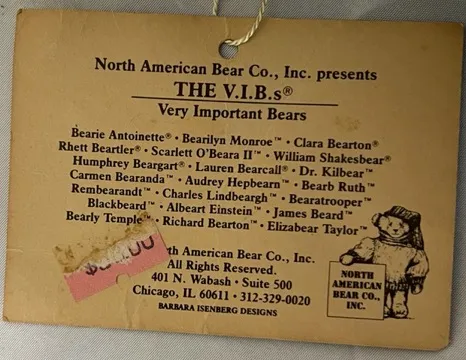 North American Bear Co., Inc. presents
THE V.I.B.s®
Very Important Bears
Bearie Antoinette® • Bearilyn Monroe™ • Clara Bearton®
Rhett Beartler® • Scarlett O'Beara II™ • William Shakesbear®
Humphrey Beargart® • Lauren Bearcall® • Dr. Kilbear™
Carmen Bearanda™ • Audrey Hepbearn™ • Bearb Ruth™
Rembearandt™ • Charles Lindbeargh™ • Bearatrooper™
Blackbeard™ • Albeart Einstein™ • James Beard™
Bearly Temple™ • Richard Bearton™ • Elizabear Taylor™
th American Bear Co., Inc.
All Rights Reserved.
401 N. Wabash • Suite 500
Chicago, IL 60611 • 312-329-0020
BARBARA ISENBERG DESIGNS
NORTH
AMERICAN
BEAR CO.,
INC.